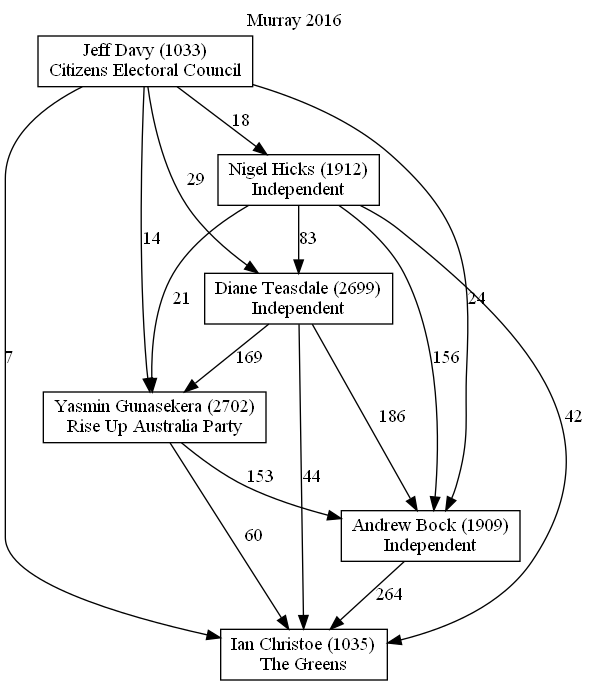 Murray 2016
Jeff Davy (1033)
Citizens Electoral Council
18
Nigel Hicks (1912)
Independent
29
14
83
21
Diane Teasdale (2699)
Independent
24
7
169
156
Yasmin Gunasekera (2702)
Rise Up Australia Party
186
42
153
44
Andrew Bock (1909)
Independent
60
264
Ian Christoe (1035)
The Greens